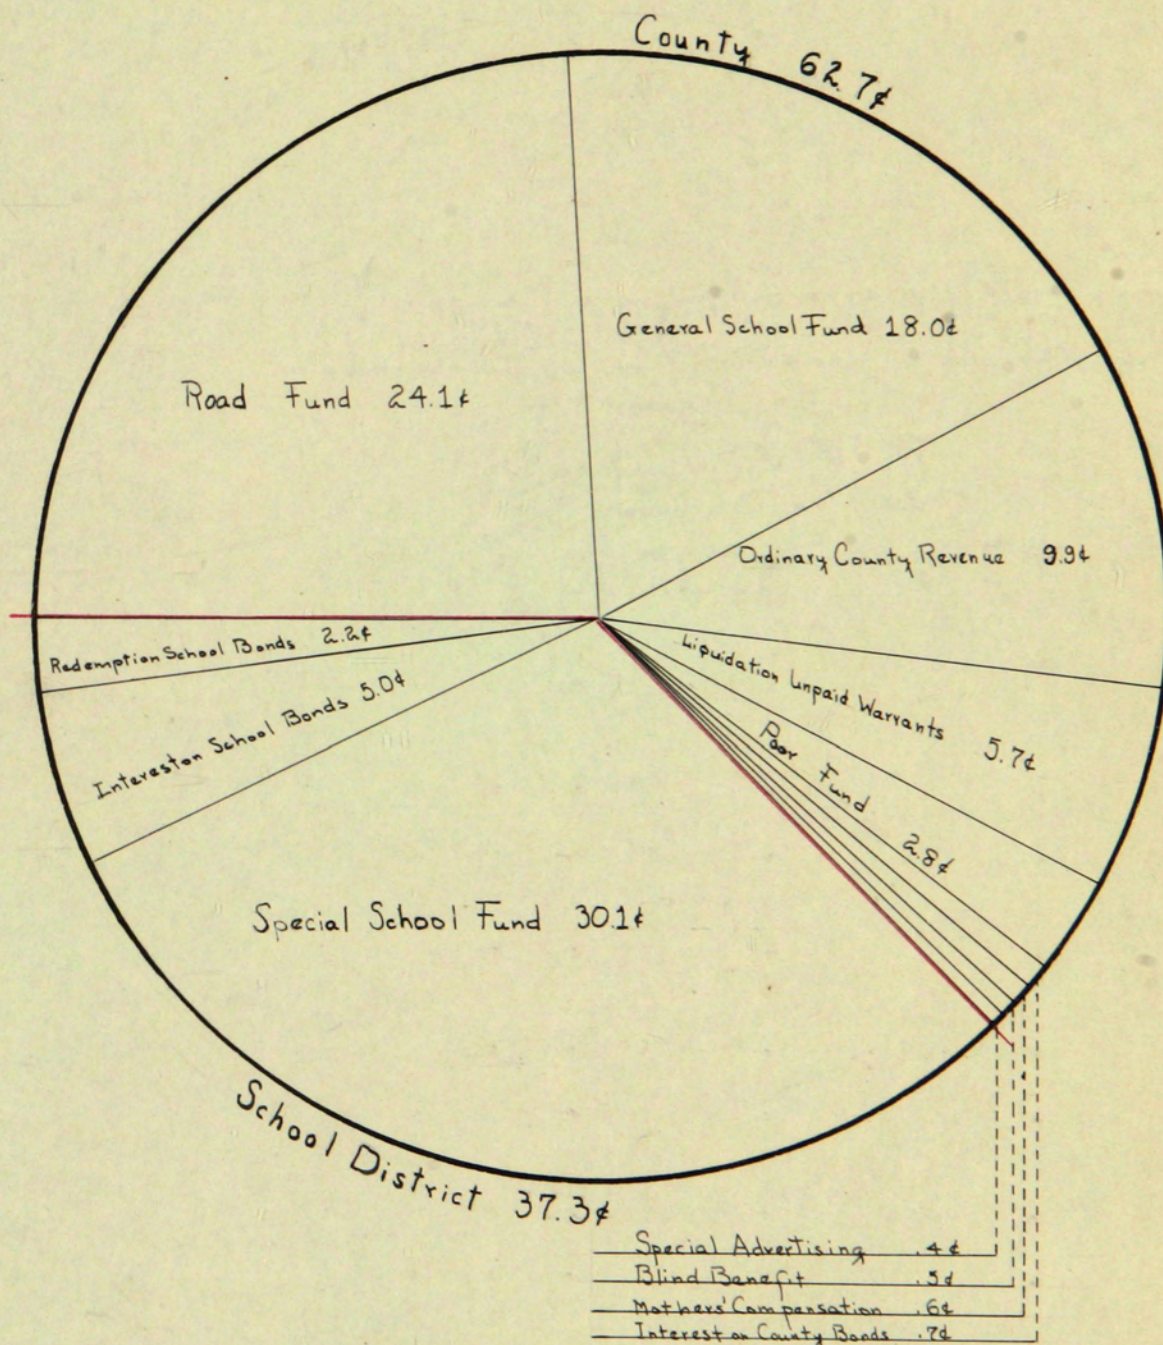 County 62.7¢
General School Fund 18.0¢
Road Fund 24.1¢
Ordinary County Revenue 9.9¢
Redemption School Bonds 2.2¢
Liquidation Unpaid Warrants 5.7¢
Interest on School Bonds 5.0¢
Poor Fund 2.8¢
Special School Fund 30.1¢
School District 37.3¢
Special Advertising .4¢
Blind Benefit .5¢
Mothers' Compensation .6¢
Interest on County Bonds .7¢